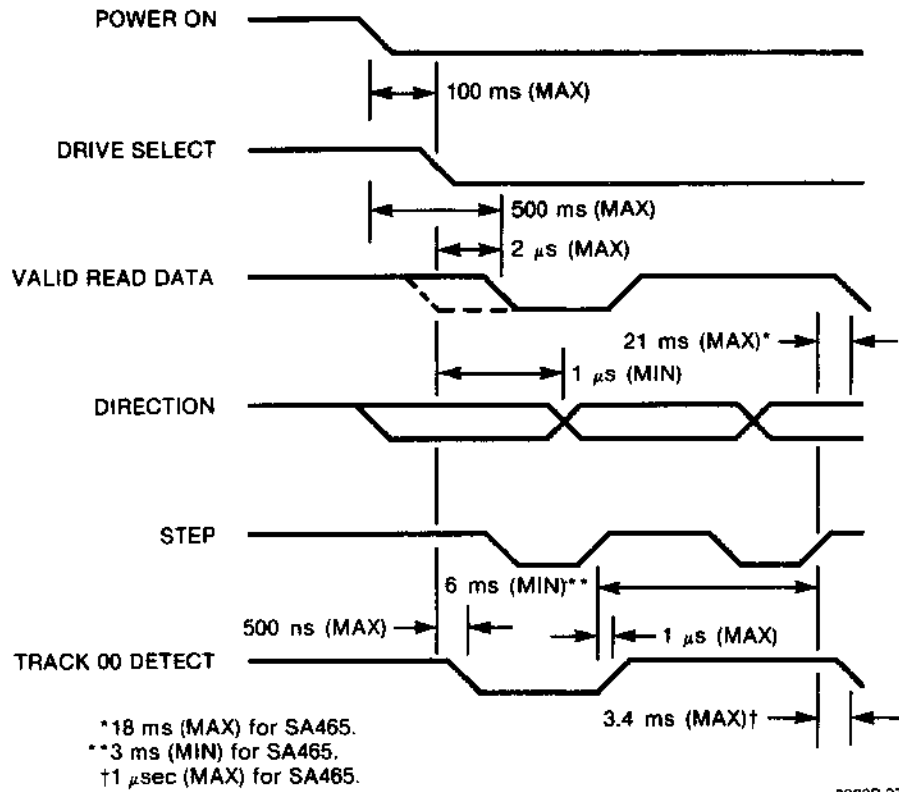 POWER ON
100 ms (MAX)
DRIVE SELECT
500 ms (MAX)
2 μs (MAX)
VALID READ DATA
21 ms (MAX)*
1 μs (MIN)
DIRECTION
STEP
6 ms (MIN)**
500 ns (MAX)
1 μs (MAX)
TRACK 00 DETECT
3.4 ms (MAX)†
*18 ms (MAX) for SA465.
**3 ms (MIN) for SA465.
†1 μsec (MAX) for SA465.